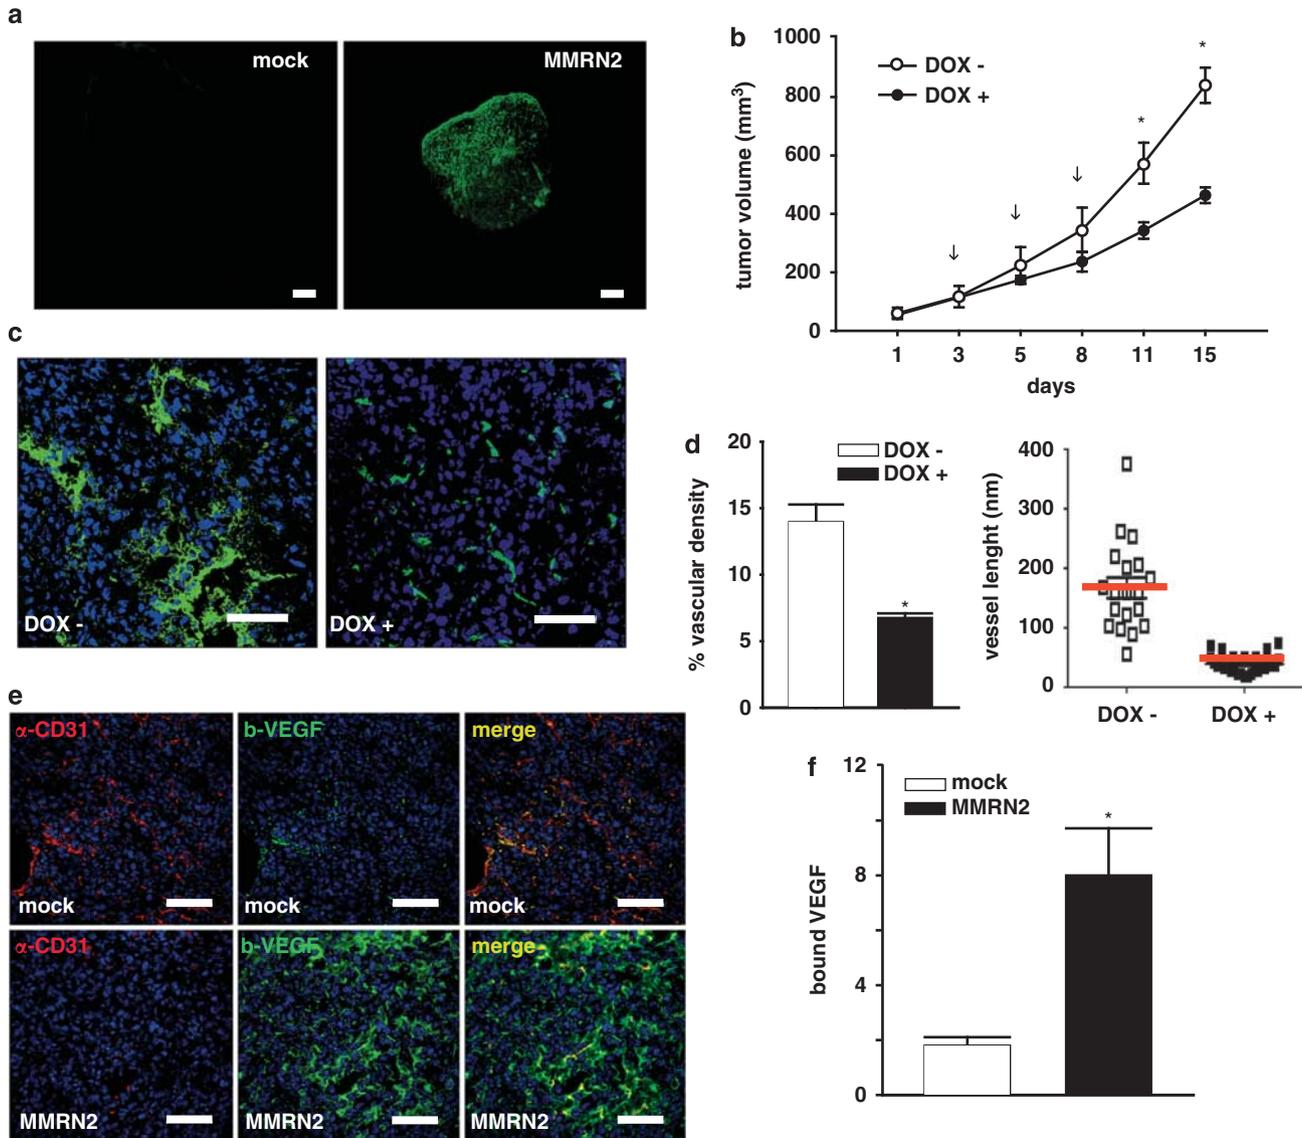 a
mock
MMRN2
b
1000
800
600
400
200
0
tumor volume (mm³)
DOX -
DOX +
*
*
1 3 5 8 11 15
days
c
DOX -
DOX +
d
20
15
10
5
0
% vascular density
DOX -
DOX +
*
400
300
200
100
0
vessel lenght (nm)
DOX - DOX +
e
α-CD31
b-VEGF
merge
mock
mock
mock
α-CD31
b-VEGF
merge
MMRN2
MMRN2
MMRN2
f
12
8
4
0
bound VEGF
mock
MMRN2
*